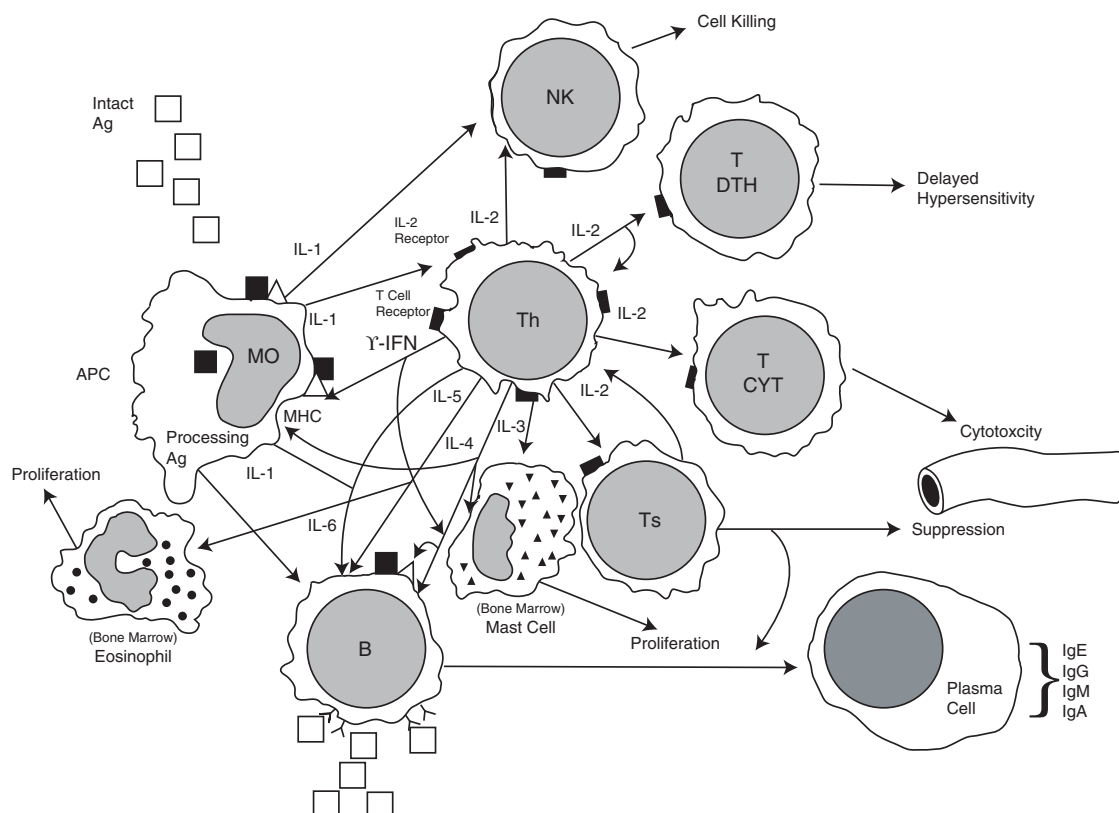 Cell Killing
NK
Intact
Ag
T
DTH
Delayed
Hypersensitivity
IL-2
IL-2
Receptor
IL-2
IL-1
T Cell
Receptor
IL-1
Th
IL-2
ϒ-IFN
MO
T
CYT
APC
MHC
IL-5
IL-2
Processing
Ag
IL-4
IL-3
Cytotoxcity
IL-1
Proliferation
IL-6
Ts
Suppression
(Bone Marrow)
Mast Cell
(Bone Marrow)
Eosinophil
Proliferation
B
Plasma
Cell
IgE
IgG
IgM
IgA